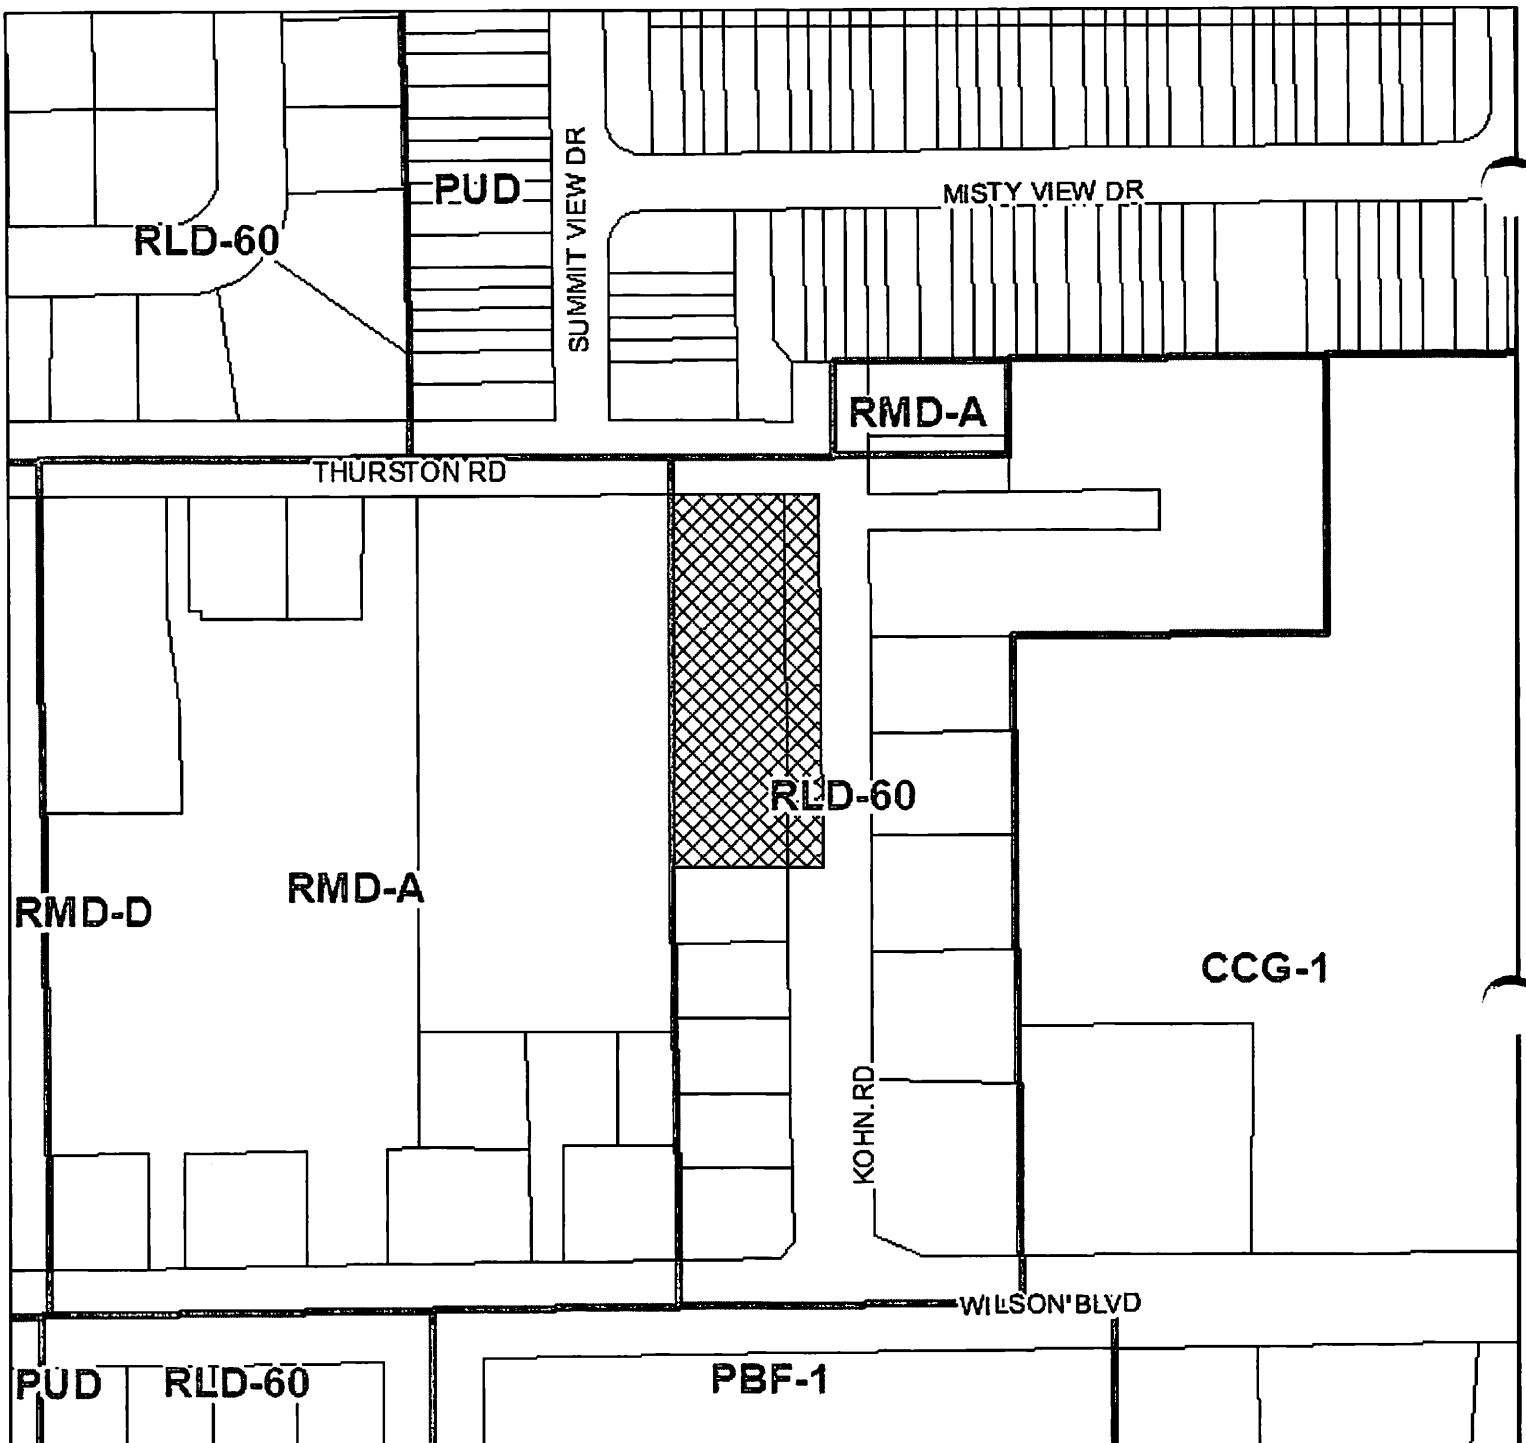 PUD
SUMMIT VIEW DR
MISTY VIEW DR
RLD-60
RMD-A
THURSTON RD
RLD-60
RMD-A
RMD-D
CCG-1
KOHN RD
WILSON BLVD
PUD
RLD-60
PBF-1